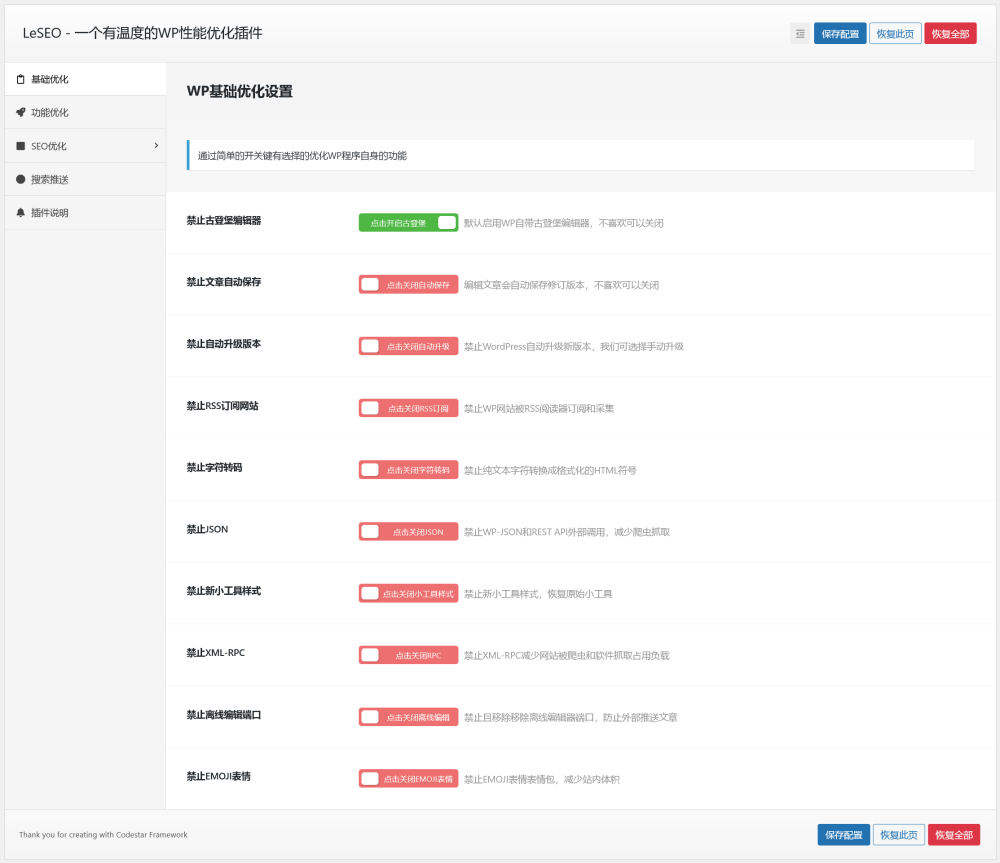 LeSEO - 一个有温度的WP性能优化插件
保存配置 恢复此页 恢复全部
基础优化
功能优化
SEO优化
搜索推送
插件说明
WP基础优化设置
通过简单的开关键有选择的优化WP程序自身的功能
禁止古登堡编辑器 点击开启古登堡 默认启用WP自带古登堡编辑器，不喜欢可以关闭
禁止文章自动保存 点击关闭自动保存 编辑文章会自动保存修订版本，不喜欢可以关闭
禁止自动升级版本 点击关闭自动升级 禁止WordPress自动升级新版本，我们可选择手动升级
禁止RSS订阅网站 点击关闭RSS订阅 禁止WP网站被RSS阅读器订阅和采集
禁止字符转码 点击关闭字符转码 禁止纯文本字符转换成格式化的HTML符号
禁止JSON 点击关闭JSON 禁止WP-JSON和REST API外部调用，减少爬虫抓取
禁止新小工具样式 点击关闭小工具样式 禁止新小工具样式，恢复原始小工具
禁止XML-RPC 点击关闭RPC 禁止XML-RPC减少网站被爬虫和软件抓取占用负载
禁止离线编辑端口 点击关闭离线编辑 禁止且移除移除离线编辑器端口，防止外部推送文章
禁止EMOJI表情 点击关闭EMOJI表情 禁止EMOJI表情表情包，减少站内体积
Thank you for creating with Codestar Framework
保存配置 恢复此页 恢复全部